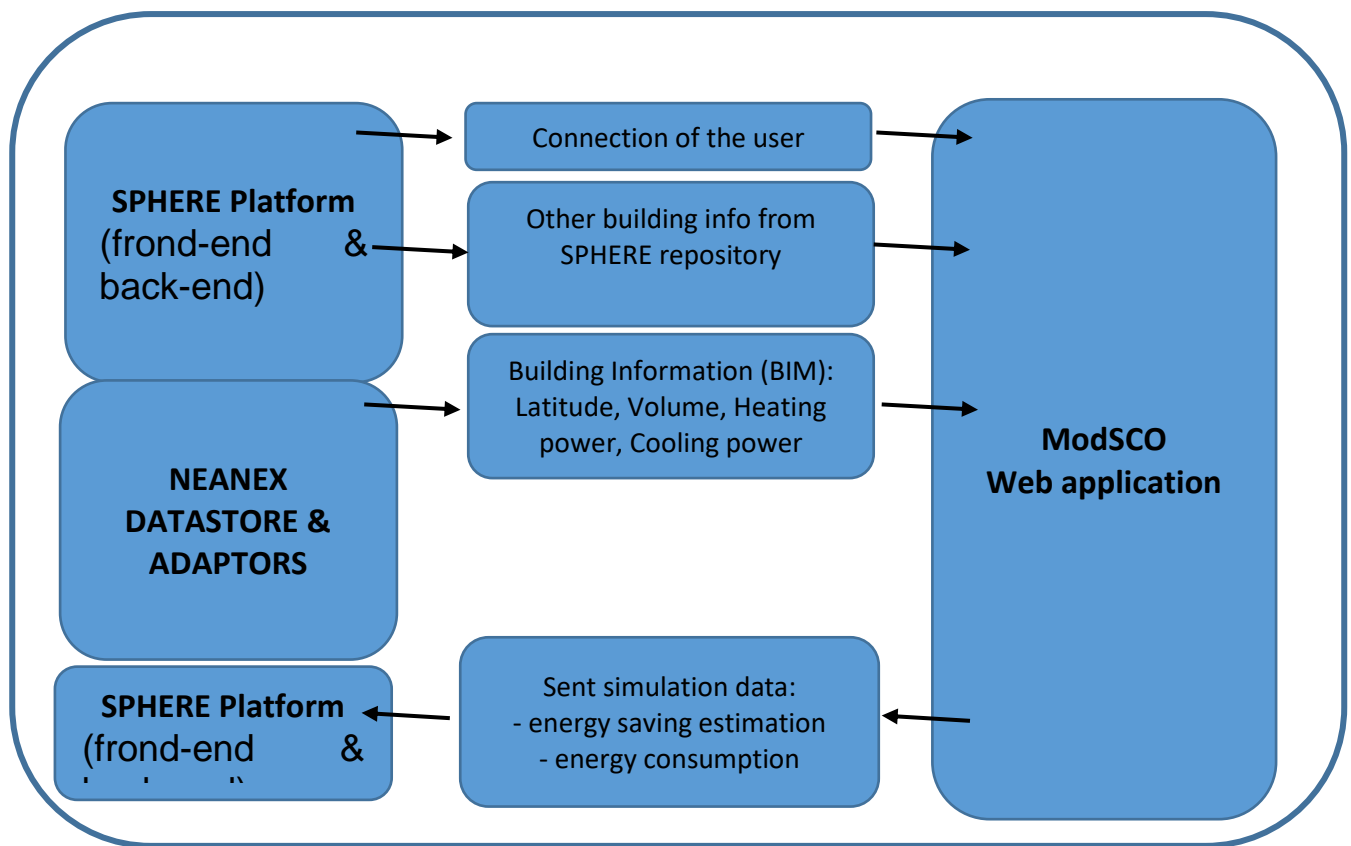 SPHERE Platform
(frond-end &
back-end)
Connection of the user
Other building info from
SPHERE repository
Building Information (BIM):
Latitude, Volume, Heating
power, Cooling power
NEANEX
DATASTORE &
ADAPTORS
ModSCO
Web application
Sent simulation data:
- energy saving estimation
- energy consumption
SPHERE Platform
(frond-end &